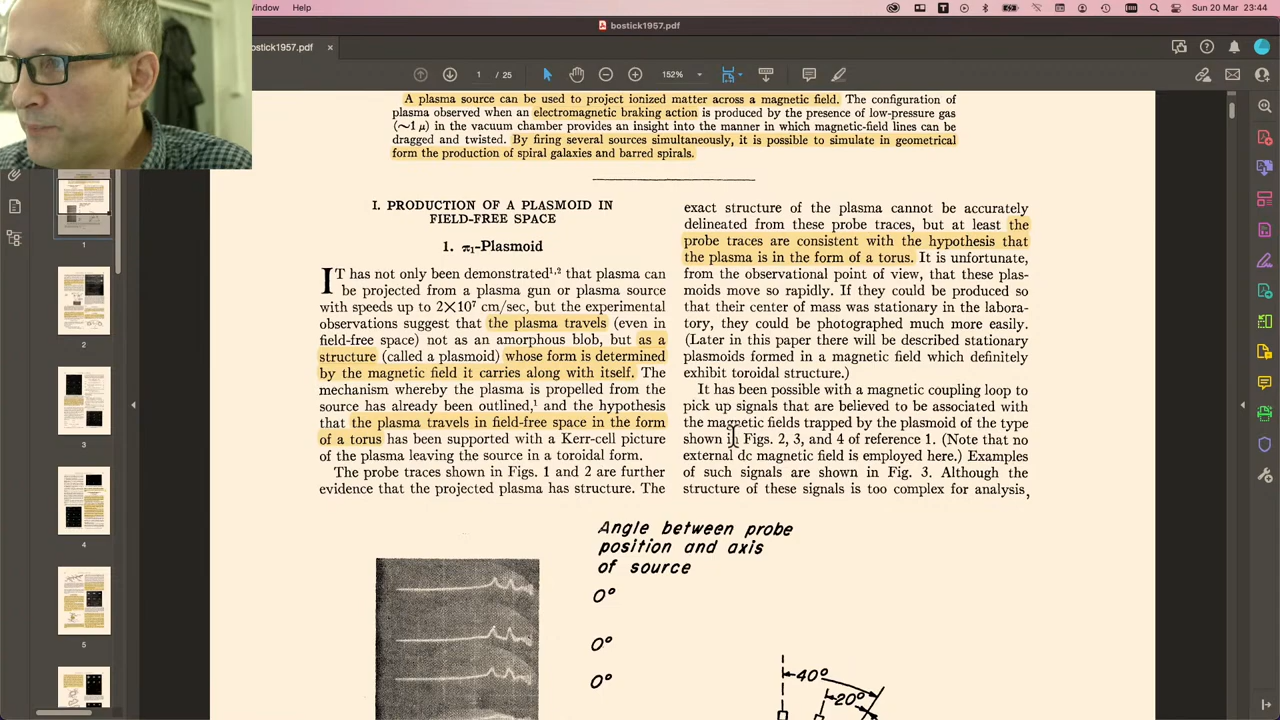 Sun 20 Mar 23:44
bostick1957.pdf
ostick1957.pdf
1 / 25
152%
A plasma source can be used to project ionized matter across a magnetic field. The configuration of
plasma observed when an electromagnetic braking action is produced by the presence of low-pressure gas
(∼1 μ) in the vacuum chamber provides an insight into the manner in which magnetic-field lines can be
dragged and twisted. By firing several sources simultaneously, it is possible to simulate in geometrical
form the production of spiral galaxies and barred spirals.
I. PRODUCTION OF A PLASMOID IN
FIELD-FREE SPACE
1. π₁-Plasmoid
IT has not only been demonstrated¹,² that plasma can
be projected from a plasma gun or plasma source
with speeds up to 2×10⁷ cm/sec, but the experimental
observations suggest that the plasma travels (even in
field-free space) not as an amorphous blob, but as a
structure (called a plasmoid) whose form is determined
by the magnetic field it carries along with itself. The
mechanism whereby the plasma is propelled from the
source has already been outlined,¹ and the hypothesis
that the plasma travels in field-free space in the form
of a torus has been supported with a Kerr-cell picture
of the plasma leaving the source in a toroidal form.
The probe traces shown in Figs. 1 and 2 are further
evidence that the projected plasma has structure. The
exact structure of the plasma cannot be accurately
delineated from these probe traces, but at least the
probe traces are consistent with the hypothesis that
the plasma is in the form of a torus. It is unfortunate,
from the observational point of view, that these plas-
moids move so rapidly. If they could be produced so
that their center of mass was stationary in the labora-
tory, they could be photographed much more easily.
(Later in this paper there will be described stationary
plasmoids formed in a magnetic field which definitely
exhibit toroidal structure.)
It has been possible with a magnetic coupling loop to
pick up signals that are believed to be associated with
the magnetic fields trapped by the plasmoid of the type
shown in Figs. 2, 3, and 4 of reference 1. (Note that no
external dc magnetic field is employed here.) Examples
of such signals are shown in Fig. 3. Although the
structure of these signals is too complex for analysis,
Angle between probe
position and axis
of source
0°
0°
0°
40°
20°
1
2
3
4
5